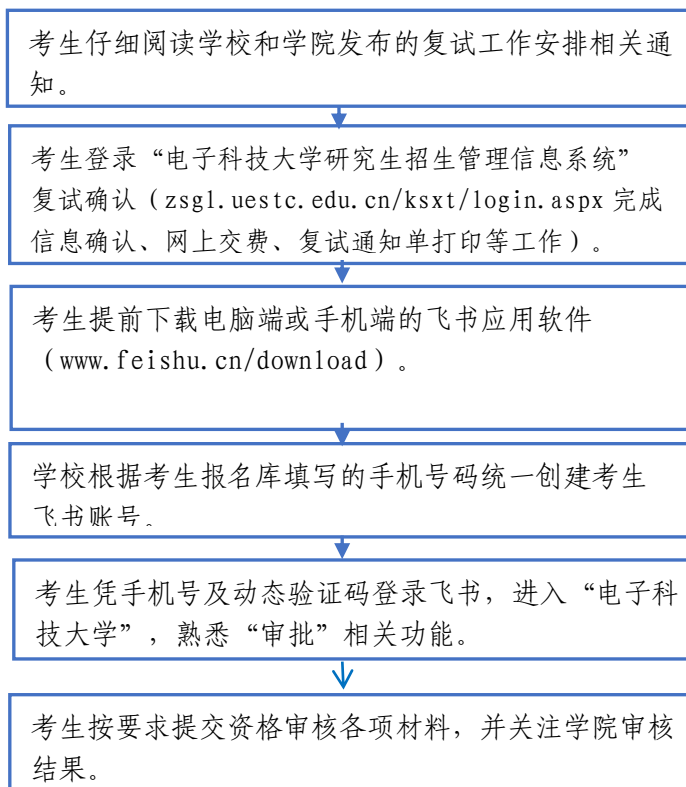 考生仔细阅读学校和学院发布的复试工作安排相关通
知。
考生登录“电子科技大学研究生招生管理信息系统”
复试确认（zsgl.uestc.edu.cn/ksxt/login.aspx 完成
信息确认、网上交费、复试通知单打印等工作）。
考生提前下载电脑端或手机端的飞书应用软件
（www.feishu.cn/download）。
学校根据考生报名库填写的手机号码统一创建考生
飞书账号。
考生凭手机号及动态验证码登录飞书，进入“电子科
技大学”，熟悉“审批”相关功能。
考生按要求提交资格审核各项材料，并关注学院审核
结果。